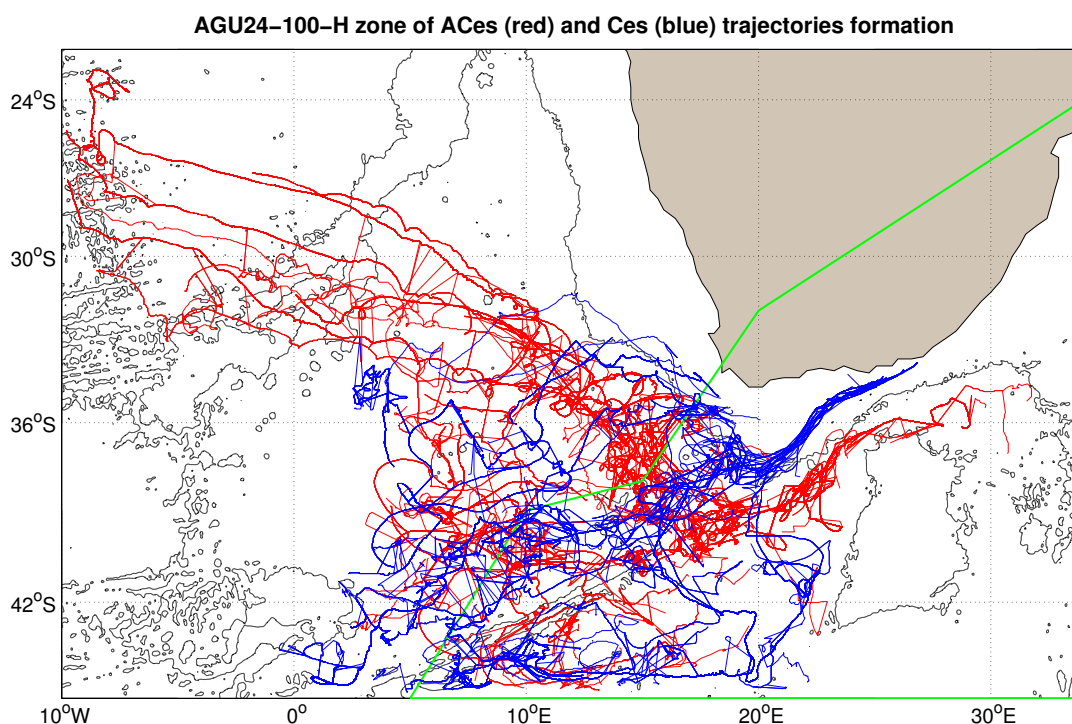 AGU24−100−H zone of ACes (red) and Ces (blue) trajectories formation
24°S
30°S
36°S
42°S
10°W
0°
10°E
20°E
30°E